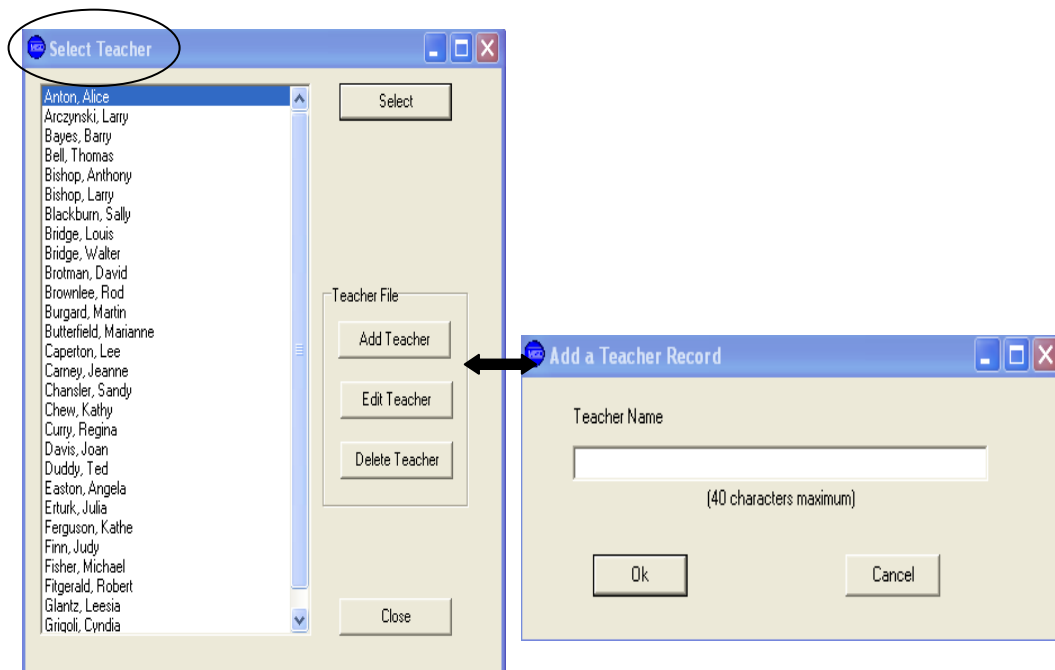 Select Teacher
Anton, Alice
Arczynski, Larry
Bayes, Barry
Bell, Thomas
Bishop, Anthony
Bishop, Larry
Blackburn, Sally
Bridge, Louis
Bridge, Walter
Brotman, David
Brownlee, Rod
Burgard, Martin
Butterfield, Marianne
Caperton, Lee
Carney, Jeanne
Chansler, Sandy
Chew, Kathy
Curry, Regina
Davis, Joan
Duddy, Ted
Easton, Angela
Erturk, Julia
Ferguson, Kathe
Finn, Judy
Fisher, Michael
Fitgerald, Robert
Glantz, Leesia
Grigoli, Cyndia
Select
Teacher File
Add Teacher
Edit Teacher
Delete Teacher
Close
Add a Teacher Record
Teacher Name
(40 characters maximum)
Ok
Cancel